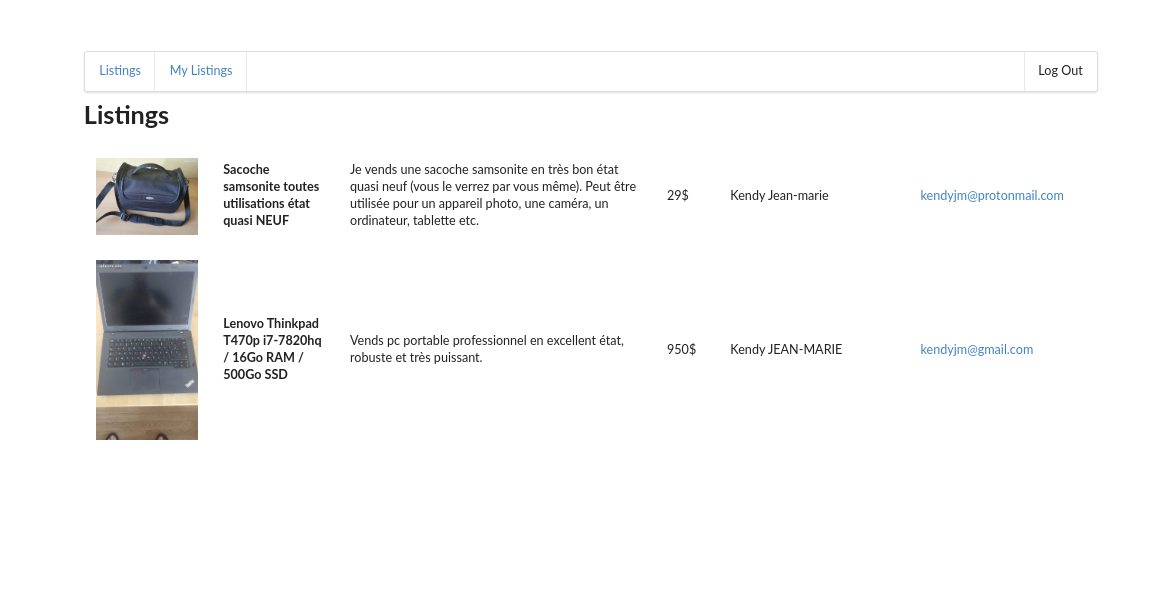 Listings
My Listings
Log Out
Listings
Sacoche
samsonite toutes
utilisations état
quasi NEUF
Je vends une sacoche samsonite en très bon état
quasi neuf (vous le verrez par vous même). Peut être
utilisée pour un appareil photo, une caméra, un
ordinateur, tablette etc.
29$
Kendy Jean-marie
kendyjm@protonmail.com
Lenovo Thinkpad
T470p i7-7820hq
/ 16Go RAM /
500Go SSD
Vends pc portable professionnel en excellent état,
robuste et très puissant.
950$
Kendy JEAN-MARIE
kendyjm@gmail.com